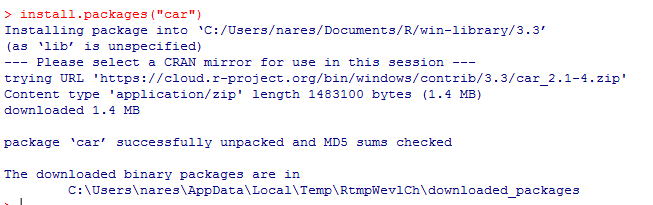 > install.packages("car")
Installing package into ‘C:/Users/nares/Documents/R/win-library/3.3’
(as ‘lib’ is unspecified)
--- Please select a CRAN mirror for use in this session ---
trying URL 'https://cloud.r-project.org/bin/windows/contrib/3.3/car_2.1-4.zip'
Content type 'application/zip' length 1483100 bytes (1.4 MB)
downloaded 1.4 MB
package ‘car’ successfully unpacked and MD5 sums checked
The downloaded binary packages are in
C:\Users\nares\AppData\Local\Temp\RtmpWevlCh\downloaded_packages
>